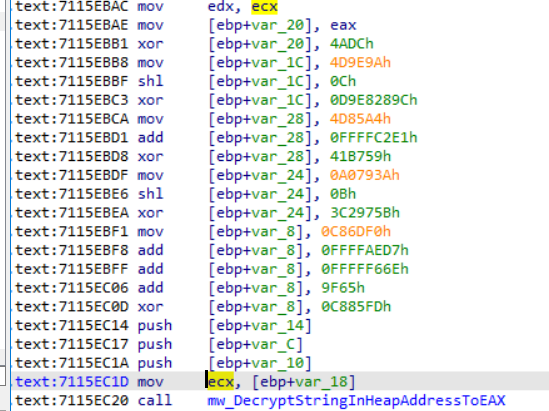 .text:7115EBAC mov edx, ecx
.text:7115EBAE mov [ebp+var_20], eax
.text:7115EBB1 xor [ebp+var_20], 4ADCh
.text:7115EBB8 mov [ebp+var_1C], 4D9E9Ah
.text:7115EBBF shl [ebp+var_1C], 0Ch
.text:7115EBC3 xor [ebp+var_1C], 0D9E8289Ch
.text:7115EBCA mov [ebp+var_28], 4D85A4h
.text:7115EBD1 add [ebp+var_28], 0FFFFC2E1h
.text:7115EBD8 xor [ebp+var_28], 41B759h
.text:7115EBDF mov [ebp+var_24], 0A0793Ah
.text:7115EBE6 shl [ebp+var_24], 0Bh
.text:7115EBEA xor [ebp+var_24], 3C2975Bh
.text:7115EBF1 mov [ebp+var_8], 0C86DF0h
.text:7115EBF8 add [ebp+var_8], 0FFFFAED7h
.text:7115EBFF add [ebp+var_8], 0FFFFF66Eh
.text:7115EC06 add [ebp+var_8], 9F65h
.text:7115EC0D xor [ebp+var_8], 0C885FDh
.text:7115EC14 push [ebp+var_14]
.text:7115EC17 push [ebp+var_C]
.text:7115EC1A push [ebp+var_10]
.text:7115EC1D mov ecx, [ebp+var_18]
.text:7115EC20 call mw_DecryptStringInHeapAddressToEAX